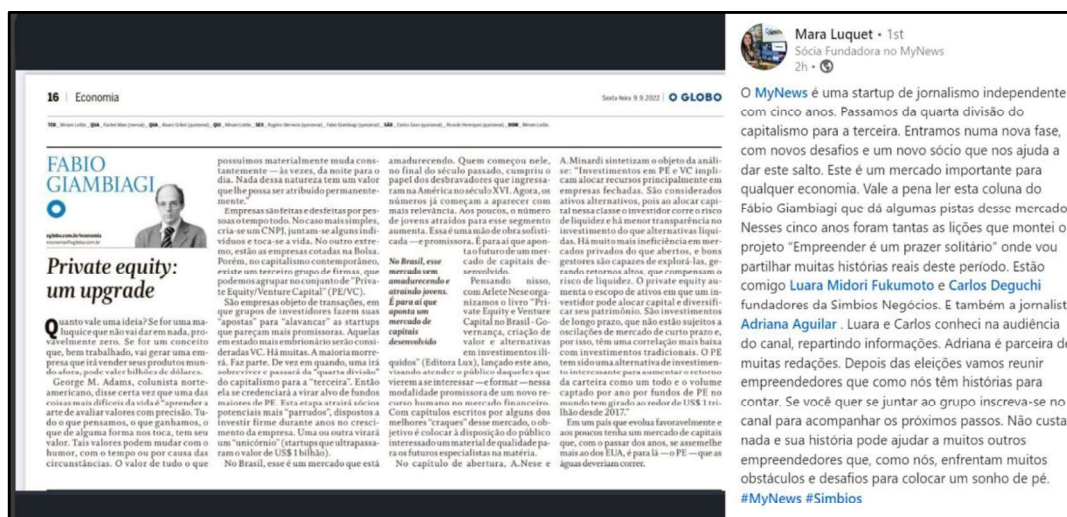 16 | Economia
Sexta-feira 9.9.2022 | O GLOBO
FABIO
GIAMBIAGI
oglobo.com.br/economia
economia@oglobo.com.br
Private equity:
um upgrade
Quanto vale uma ideia? Se for uma ma-
luquice que não vai dar em nada, pro-
vavelmente zero. Se for um conceito
que, bem trabalhado, vai gerar uma em-
presa que irá vender seus produtos mun-
do afora, pode valer bilhões de dólares.
George M. Adams, colunista norte-
americano, disse certa vez que uma das
coisas mais difíceis da vida é "aprender a
arte de avaliar valores com precisão. Tu-
do o que pensamos, o que ganhamos, o
que de alguma forma nos toca, tem seu
valor. Tais valores podem mudar com o
humor, com o tempo ou por causa das
circunstâncias. O valor de tudo o que
possuímos materialmente muda cons-
tantemente — às vezes, da noite para o
dia. Nada dessa natureza tem um valor
que lhe possa ser atribuído permanente-
mente."
Empresas são feitas e desfeitas por pes-
soas o tempo todo. No caso mais simples,
cria-se um CNPJ, juntam-se alguns indi-
víduos e toca-se a vida. No outro extre-
mo, estão as empresas cotadas na Bolsa.
Porém, no capitalismo contemporâneo,
existe um terceiro grupo de firmas, que
podemos agrupar no conjunto de "Priva-
te Equity/Venture Capital" (PE/VC).
São empresas objeto de transações, em
que grupos de investidores fazem suas
"apostas" para "alavancar" as startups
que pareçam mais promissoras. Aquelas
em estado mais embrionário serão consi-
deradas VC. Há muitas. A maioria morre-
rá. Faz parte. De vez em quando, uma irá
sobreviver e passará da "quarta divisão"
do capitalismo para a "terceira". Então
ela se credenciará a virar alvo de fundos
maiores de PE. Esta etapa atrairá sócios
potenciais mais "parrudos", dispostos a
investir firme durante anos no cresci-
mento da empresa. Uma ou outra virará
um "unicórnio" (startups que ultrapassa-
ram o valor de US$ 1 bilhão).
No Brasil, esse é um mercado que está
amadurecendo. Quem começou nele,
no final do século passado, cumpriu o
papel dos desbravadores que ingressa-
ram na América no século XVI. Agora, os
números já começam a aparecer com
mais relevância. Aos poucos, o número
de jovens atraídos para esse segmento
aumenta. Essa é uma mão de obra sofisti-
cada — e promissora. É para aí que apon-
ta o futuro de um mer-
cado de capitais de-
senvolvido.
Pensando nisso,
com Arlete Nese orga-
nizamos o livro "Pri-
vate Equity e Venture
Capital no Brasil - Go-
vernança, criação de
valor e alternativas
em investimentos ilí-
No Brasil, esse
mercado vem
amadurecendo e
atraindo jovens.
É para aí que
aponta um
mercado de
capitais
desenvolvido
quidos" (Editora Lux), lançado este ano,
visando atender o público daqueles que
vierem a se interessar — e formar — nessa
modalidade promissora de um novo re-
curso humano no mercado financeiro.
Com capítulos escritos por alguns dos
melhores "craques" desse mercado, o ob-
jetivo é colocar à disposição do público
interessado um material de qualidade pa-
ra os futuros especialistas na matéria.
No capítulo de abertura, A.Nese e
A.Minardi sintetizam o objeto da análi-
se: "Investimentos em PE e VC impli-
cam alocar recursos principalmente em
empresas fechadas. São considerados
ativos alternativos, pois ao alocar capi-
tal nessa classe o investidor corre o risco
de liquidez e há menor transparência no
investimento do que alternativas líqui-
das. Há muito mais ineficiência em mer-
cados privados do que abertos, e bons
gestores são capazes de explorá-las, ge-
rando retornos altos, que compensam o
risco de liquidez. O private equity au-
menta o escopo de ativos em que um in-
vestidor pode alocar capital e diversifi-
car seu patrimônio. São investimentos
de longo prazo, que não estão sujeitos a
oscilações de mercado de curto prazo e,
por isso, têm uma correlação mais baixa
com investimentos tradicionais. O PE
tem sido uma alternativa de investimen-
to interessante para aumentar o retorno
da carteira como um todo e o volume
captado por ano por fundos de PE no
mundo tem girado ao redor de US$ 1 tri-
lhão desde 2017."
Em um país que evolua favoravelmente e
aos poucos tenha um mercado de capitais
que, com o passar dos anos, se assemelhe
mais ao dos EUA, é para lá — o PE — que as
águas deveriam correr.
Mara Luquet • 1st
Sócia Fundadora no MyNews
2h •
O MyNews é uma startup de jornalismo independente
com cinco anos. Passamos da quarta divisão do
capitalismo para a terceira. Entramos numa nova fase,
com novos desafios e um novo sócio que nos ajuda a
dar este salto. Este é um mercado importante para
qualquer economia. Vale a pena ler esta coluna do
Fábio Giambiagi que dá algumas pistas desse mercado
Nesses cinco anos foram tantas as lições que montei o
projeto "Empreender é um prazer solitário" onde vou
partilhar muitas histórias reais deste período. Estão
comigo Luara Midori Fukumoto e Carlos Deguchi
fundadores da Simbios Negócios. E também a jornalist
Adriana Aguilar . Luara e Carlos conheci na audiência
do canal, repartindo informações. Adriana é parceira de
muitas redações. Depois das eleições vamos reunir
empreendedores que como nós têm histórias para
contar. Se você quer se juntar ao grupo inscreva-se no
canal para acompanhar os próximos passos. Não custa
nada e sua história pode ajudar a muitos outros
empreendedores que, como nós, enfrentam muitos
obstáculos e desafios para colocar um sonho de pé.
#MyNews #Simbios